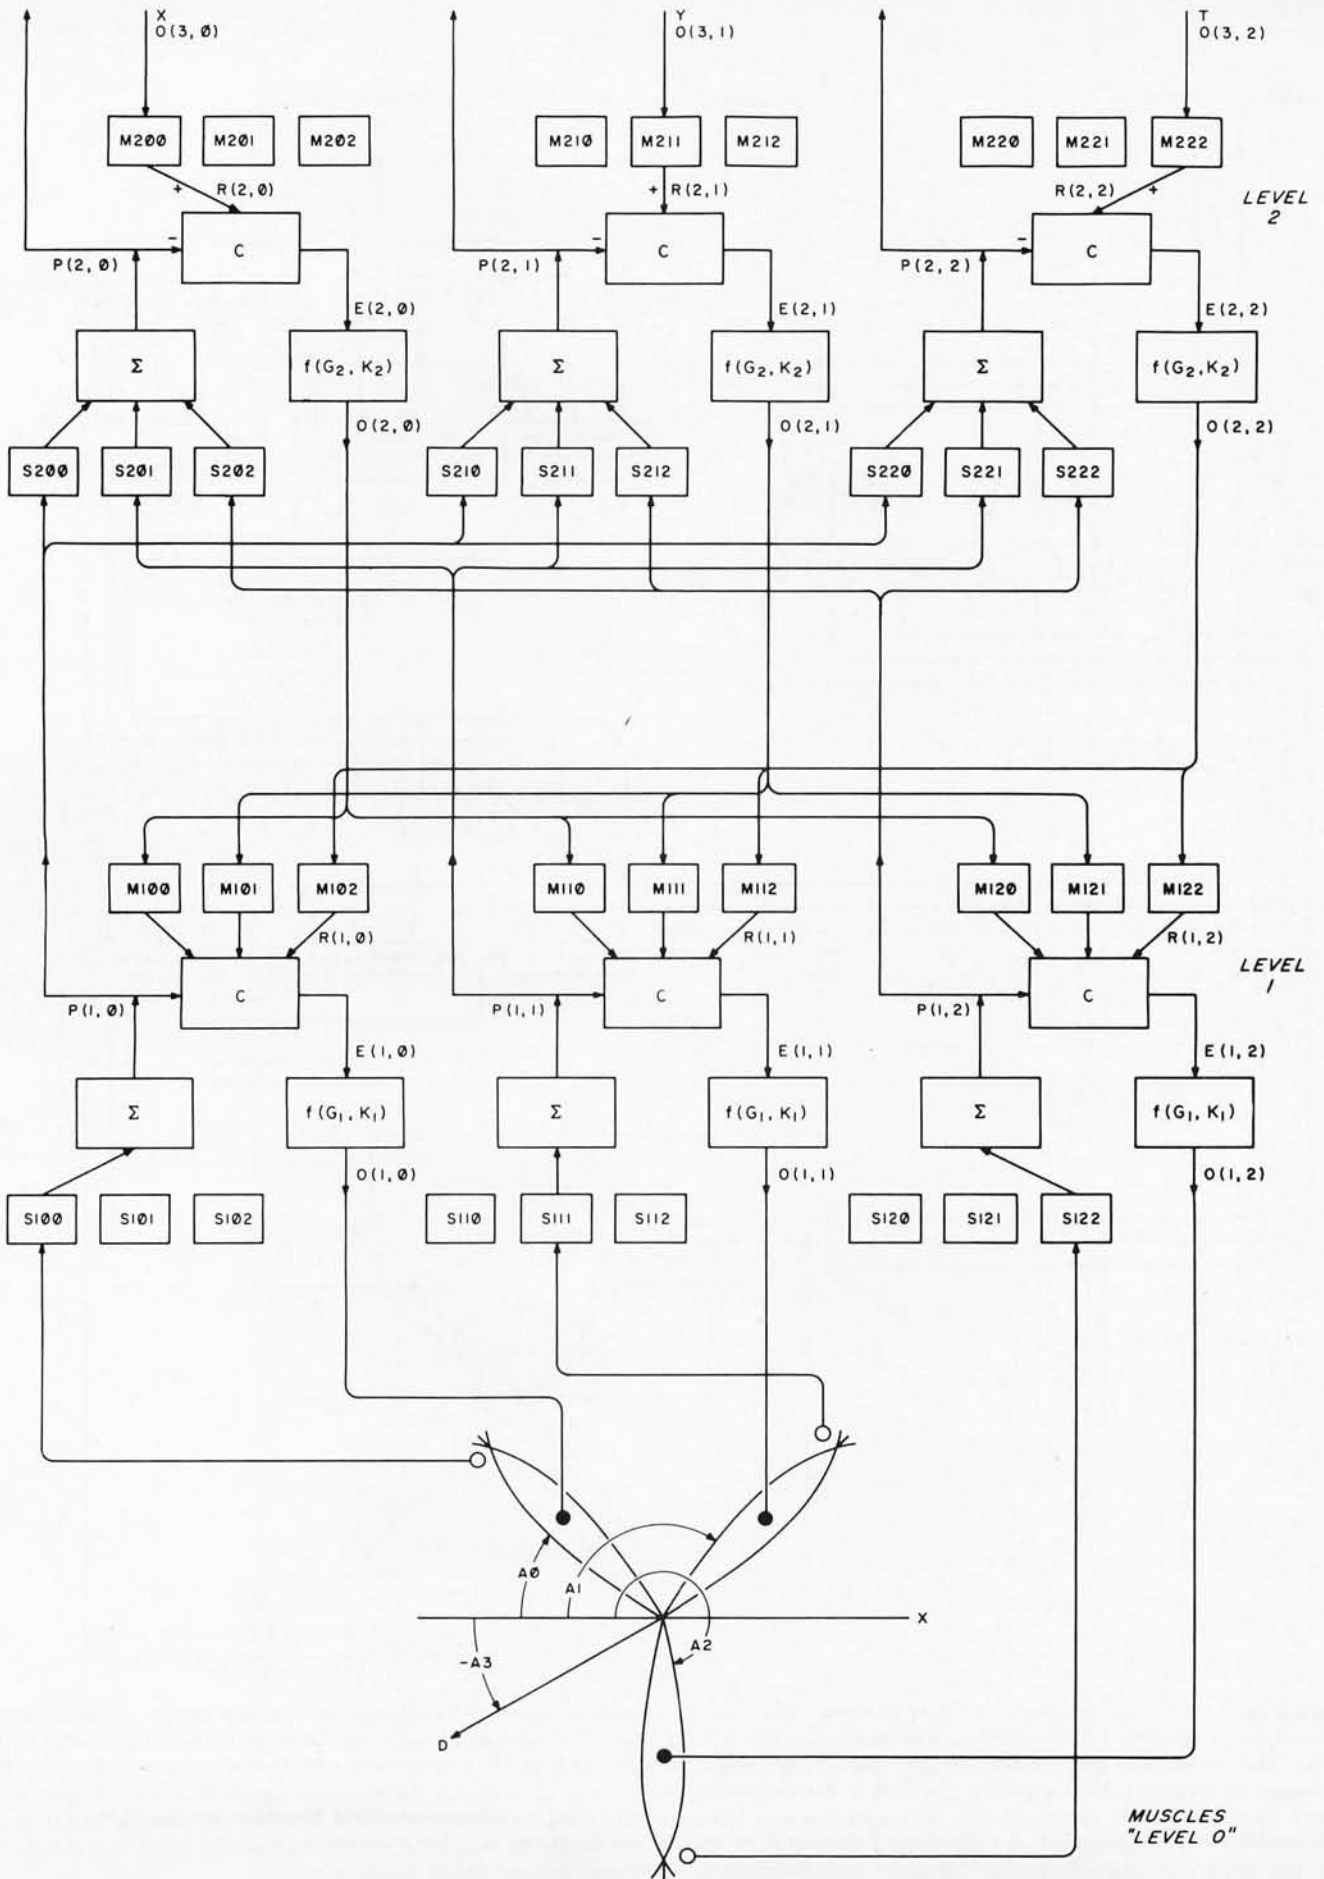 X Y T
O(3,Ø) O(3,1) O(3,2)
M2ØØ M2Ø1 M2Ø2 M21Ø M211 M212 M22Ø M221 M222
+ R(2,Ø) + R(2,1) R(2,2) +
LEVEL
2
- C - C - C
P(2,Ø) P(2,1) P(2,2)
E(2,Ø) E(2,1) E(2,2)
Σ f(G₂,K₂) Σ f(G₂,K₂) Σ f(G₂,K₂)
O(2,Ø) O(2,1) O(2,2)
S2ØØ S2Ø1 S2Ø2 S21Ø S211 S212 S22Ø S221 S222
M1ØØ M1Ø1 M1Ø2 M11Ø M111 M112 M12Ø M121 M122
R(1,Ø) R(1,1) R(1,2)
LEVEL
1
C C C
P(1,Ø) P(1,1) P(1,2)
E(1,Ø) E(1,1) E(1,2)
Σ f(G₁,K₁) Σ f(G₁,K₁) Σ f(G₁,K₁)
O(1,Ø) O(1,1) O(1,2)
S1ØØ S1Ø1 S1Ø2 S11Ø S111 S112 S12Ø S121 S122
AØ A1
X
-A3 A2
D
MUSCLES
"LEVEL O"